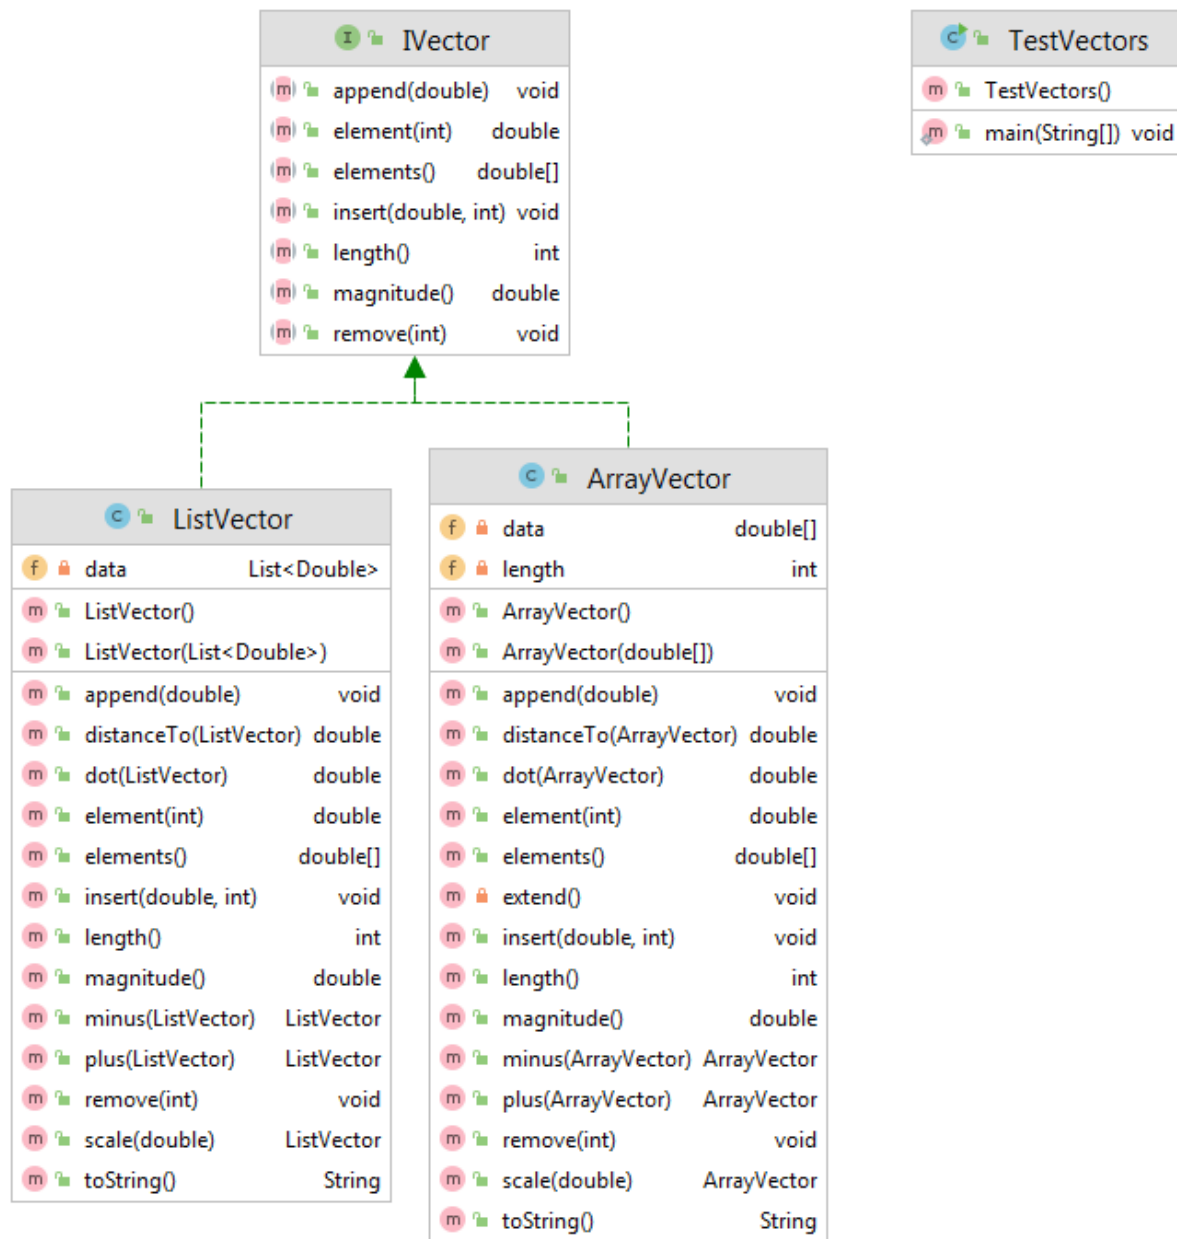 IVector
append(double) void
element(int) double
elements() double[]
insert(double, int) void
length() int
magnitude() double
remove(int) void
TestVectors
TestVectors()
main(String[]) void
ListVector
data List<Double>
ListVector()
ListVector(List<Double>)
append(double) void
distanceTo(ListVector) double
dot(ListVector) double
element(int) double
elements() double[]
insert(double, int) void
length() int
magnitude() double
minus(ListVector) ListVector
plus(ListVector) ListVector
remove(int) void
scale(double) ListVector
toString() String
ArrayVector
data double[]
length int
ArrayVector()
ArrayVector(double[])
append(double) void
distanceTo(ArrayVector) double
dot(ArrayVector) double
element(int) double
elements() double[]
extend() void
insert(double, int) void
length() int
magnitude() double
minus(ArrayVector) ArrayVector
plus(ArrayVector) ArrayVector
remove(int) void
scale(double) ArrayVector
toString() String